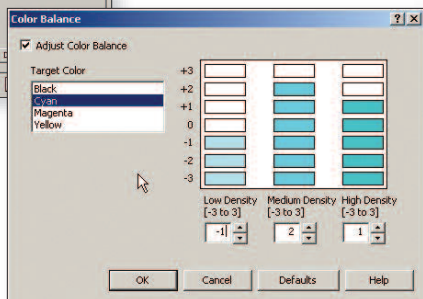 Color Balance
Adjust Color Balance
Target Color
Black
Cyan
Magenta
Yellow
+3
+2
+1
0
-1
-2
-3
Low Density Medium Density High Density
[-3 to 3] [-3 to 3] [-3 to 3]
-1 2 1
OK Cancel Defaults Help